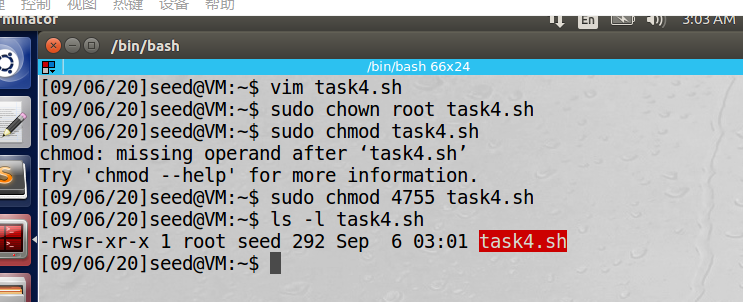 控制 视图 热键 设备 帮助
rminator
En
3:03 AM
/bin/bash
/bin/bash 66x24
[09/06/20]seed@VM:~$ vim task4.sh
[09/06/20]seed@VM:~$ sudo chown root task4.sh
[09/06/20]seed@VM:~$ sudo chmod task4.sh
chmod: missing operand after ‘task4.sh’
Try 'chmod --help' for more information.
[09/06/20]seed@VM:~$ sudo chmod 4755 task4.sh
[09/06/20]seed@VM:~$ ls -l task4.sh
-rwsr-xr-x 1 root seed 292 Sep  6 03:01 task4.sh
[09/06/20]seed@VM:~$